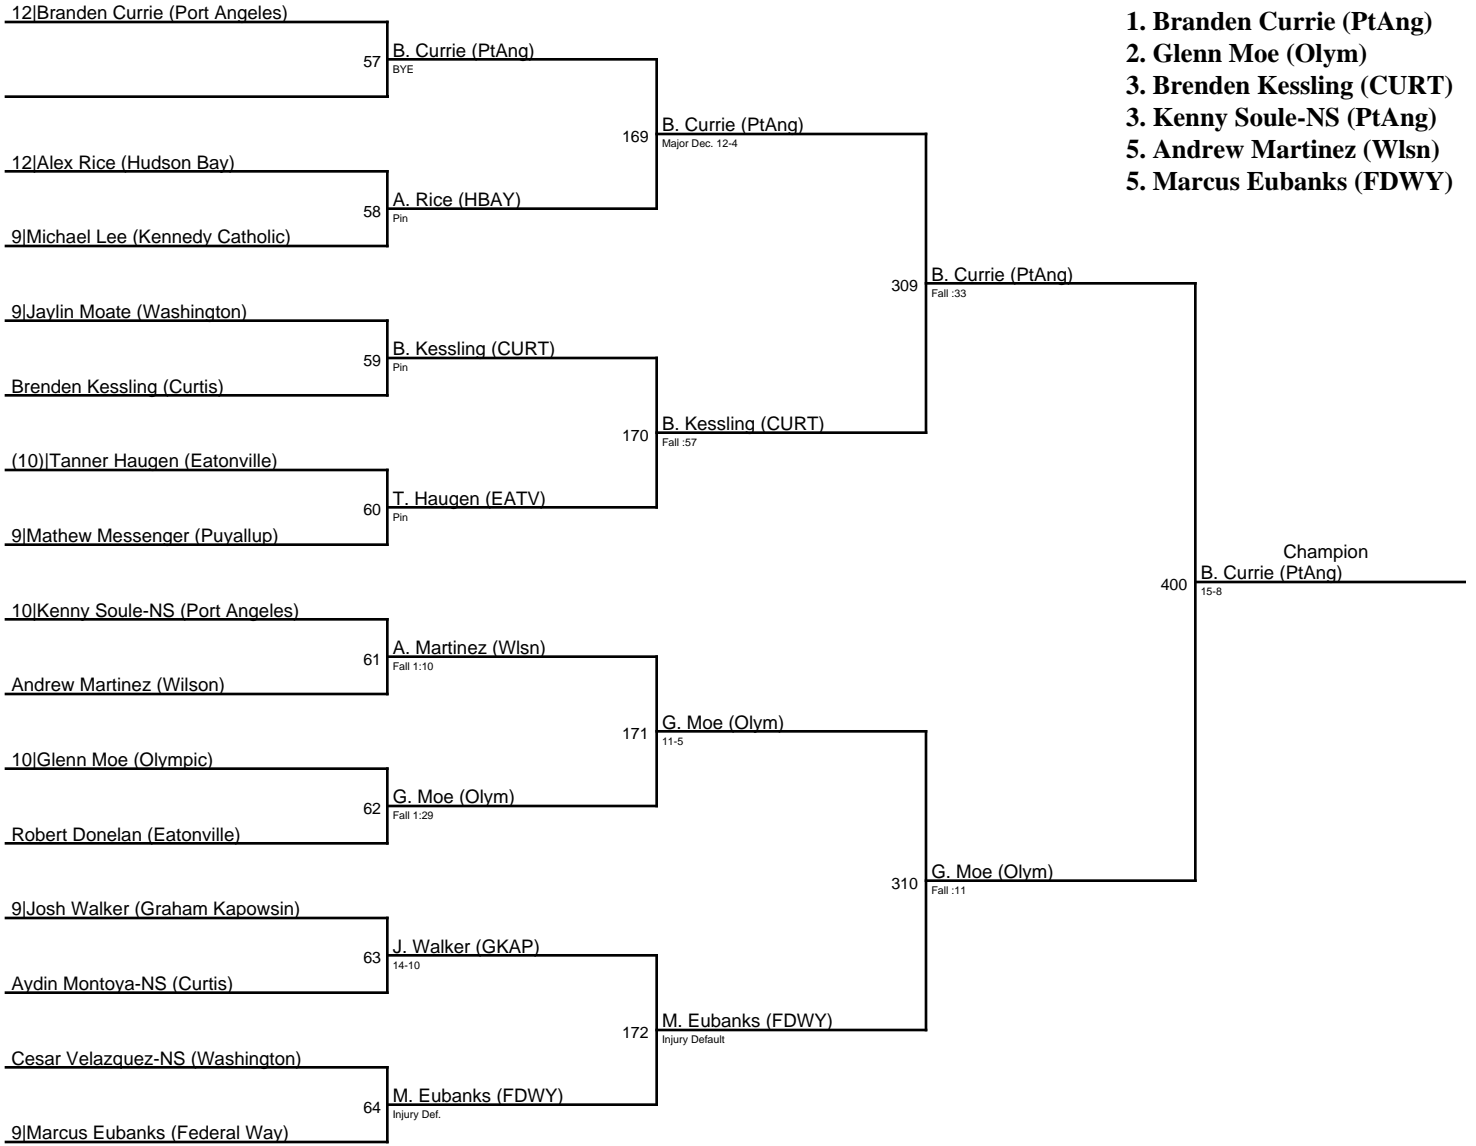 12|Branden Currie (Port Angeles)
57
B. Currie (PtAng)
BYE
12|Alex Rice (Hudson Bay)
58
A. Rice (HBAY)
Pin
9|Michael Lee (Kennedy Catholic)
169
B. Currie (PtAng)
Major Dec. 12-4
9|Jaylin Moate (Washington)
59
B. Kessling (CURT)
Pin
Brenden Kessling (Curtis)
(10)|Tanner Haugen (Eatonville)
60
T. Haugen (EATV)
Pin
9|Mathew Messenger (Puyallup)
170
B. Kessling (CURT)
Fall :57
309
B. Currie (PtAng)
Fall :33
10|Kenny Soule-NS (Port Angeles)
61
A. Martinez (Wlsn)
Fall 1:10
Andrew Martinez (Wilson)
10|Glenn Moe (Olympic)
62
G. Moe (Olym)
Fall 1:29
Robert Donelan (Eatonville)
171
G. Moe (Olym)
11-5
9|Josh Walker (Graham Kapowsin)
63
J. Walker (GKAP)
14-10
Aydin Montoya-NS (Curtis)
Cesar Velazquez-NS (Washington)
64
M. Eubanks (FDWY)
Injury Def.
9|Marcus Eubanks (Federal Way)
172
M. Eubanks (FDWY)
Injury Default
310
G. Moe (Olym)
Fall :11
400
Champion
B. Currie (PtAng)
15-8
1. Branden Currie (PtAng)
2. Glenn Moe (Olym)
3. Brenden Kessling (CURT)
3. Kenny Soule-NS (PtAng)
5. Andrew Martinez (Wlsn)
5. Marcus Eubanks (FDWY)